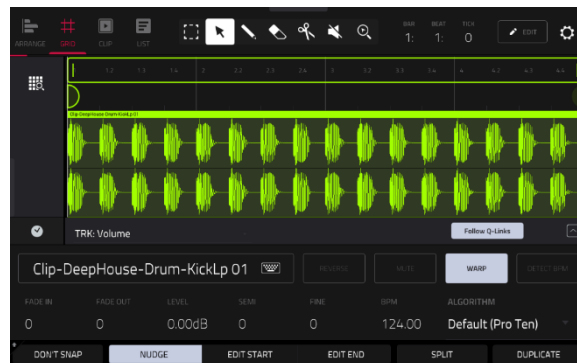 ARRANGE GRID CLIP LIST
BAR BEAT TICK
1: 1: 0 EDIT
1.2 1.3 1.4 2 2.2 2.3 2.4 3 3.2 3.3 3.4 4 4.2 4.3 4.4
Clip-DeepHouse-Drum-KickLp 01
TRK: Volume Follow Q-Links
Clip-DeepHouse-Drum-KickLp 01 REVERSE MUTE WARP DETECT BPM
FADE IN FADE OUT LEVEL SEMI FINE BPM ALGORITHM
0 0 0.00dB 0 0 124.00 Default (Pro Ten)
DON'T SNAP NUDGE EDIT START EDIT END SPLIT DUPLICATE